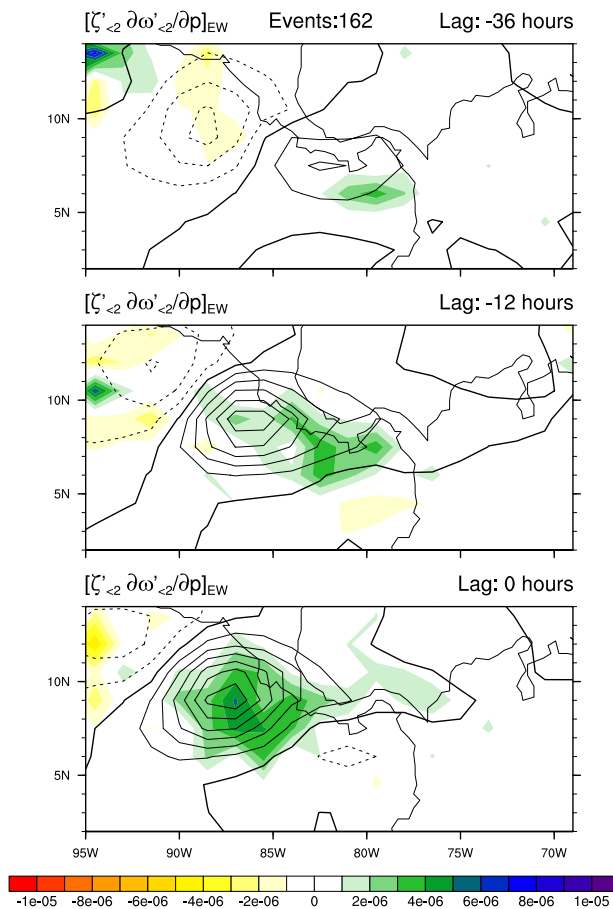 [ζ'<2 ∂ω'<2/∂p]EW Events:162 Lag: -36 hours
10N
5N
[ζ'<2 ∂ω'<2/∂p]EW Lag: -12 hours
10N
5N
[ζ'<2 ∂ω'<2/∂p]EW Lag: 0 hours
10N
5N
95W 90W 85W 80W 75W 70W
-1e-05 -8e-06 -6e-06 -4e-06 -2e-06 0 2e-06 4e-06 6e-06 8e-06 1e-05